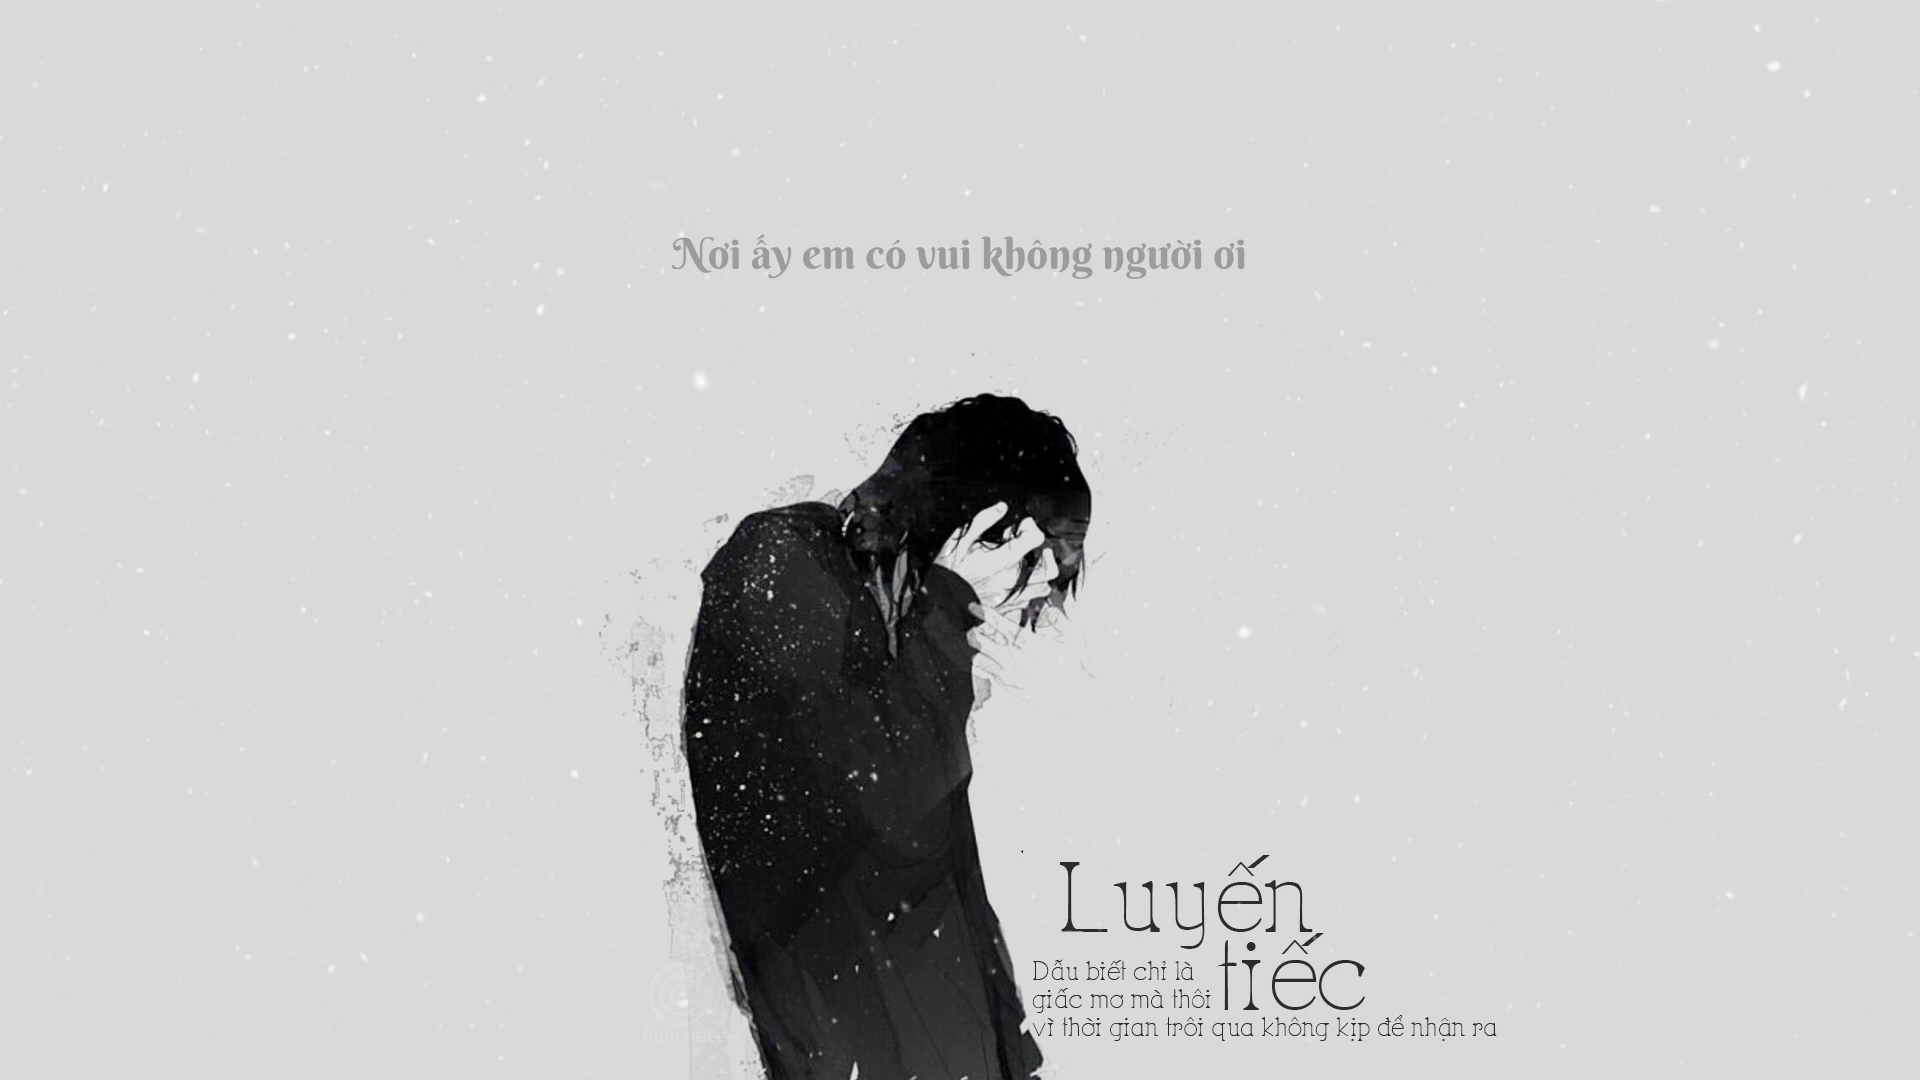 Nơi ấy em có vui không người ơi
Luyến
tiếc
Dẫu biết chỉ là
giấc mơ mà thôi
vì thời gian trôi qua không kịp để nhận ra